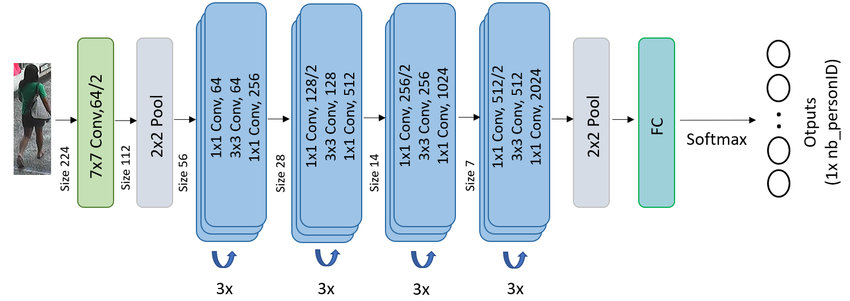 Size 224
7x7 Conv,64/2
Size 112
2x2 Pool
Size 56
1x1 Conv, 64
3x3 Conv, 64
1x1 Conv, 256
3x
Size 28
1x1 Conv, 128/2
3x3 Conv, 128
1x1 Conv, 512
3x
Size 14
1x1 Conv, 256/2
3x3 Conv, 256
1x1 Conv, 1024
3x
Size 7
1x1 Conv, 512/2
3x3 Conv, 512
1x1 Conv, 2024
3x
2x2 Pool
FC
Softmax
Otputs
(1x nb_personID)